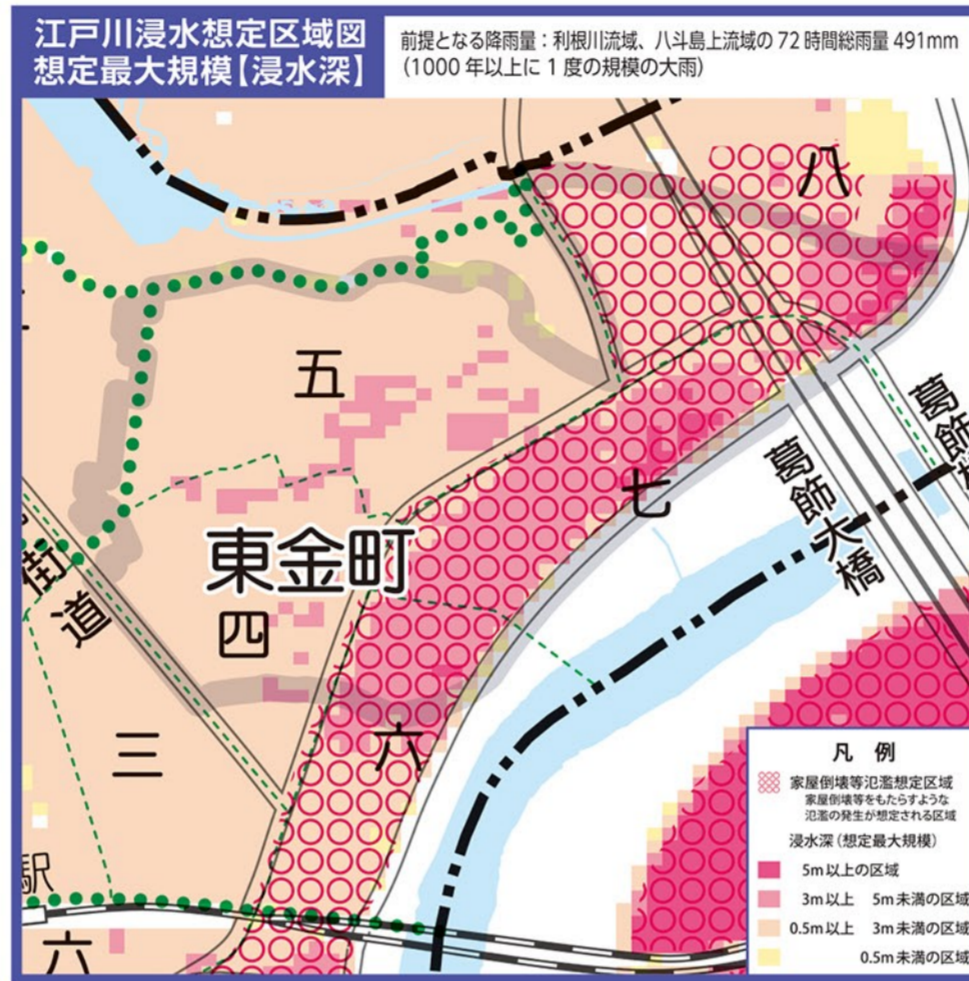 江戸川浸水想定区域図
想定最大規模【浸水深】
前提となる降雨量：利根川流域、八斗島上流域の72時間総雨量 491mm
（1000年以上に1度の規模の大雨）
八
五
葛飾
七
葛飾大橋
東金町
四
街道
三
六
駅
六
凡 例
家屋倒壊等氾濫想定区域
家屋倒壊等をもたらすような
氾濫の発生が想定される区域
浸水深（想定最大規模）
5m以上の区域
3m以上 5m未満の区域
0.5m以上 3m未満の区域
0.5m未満の区域